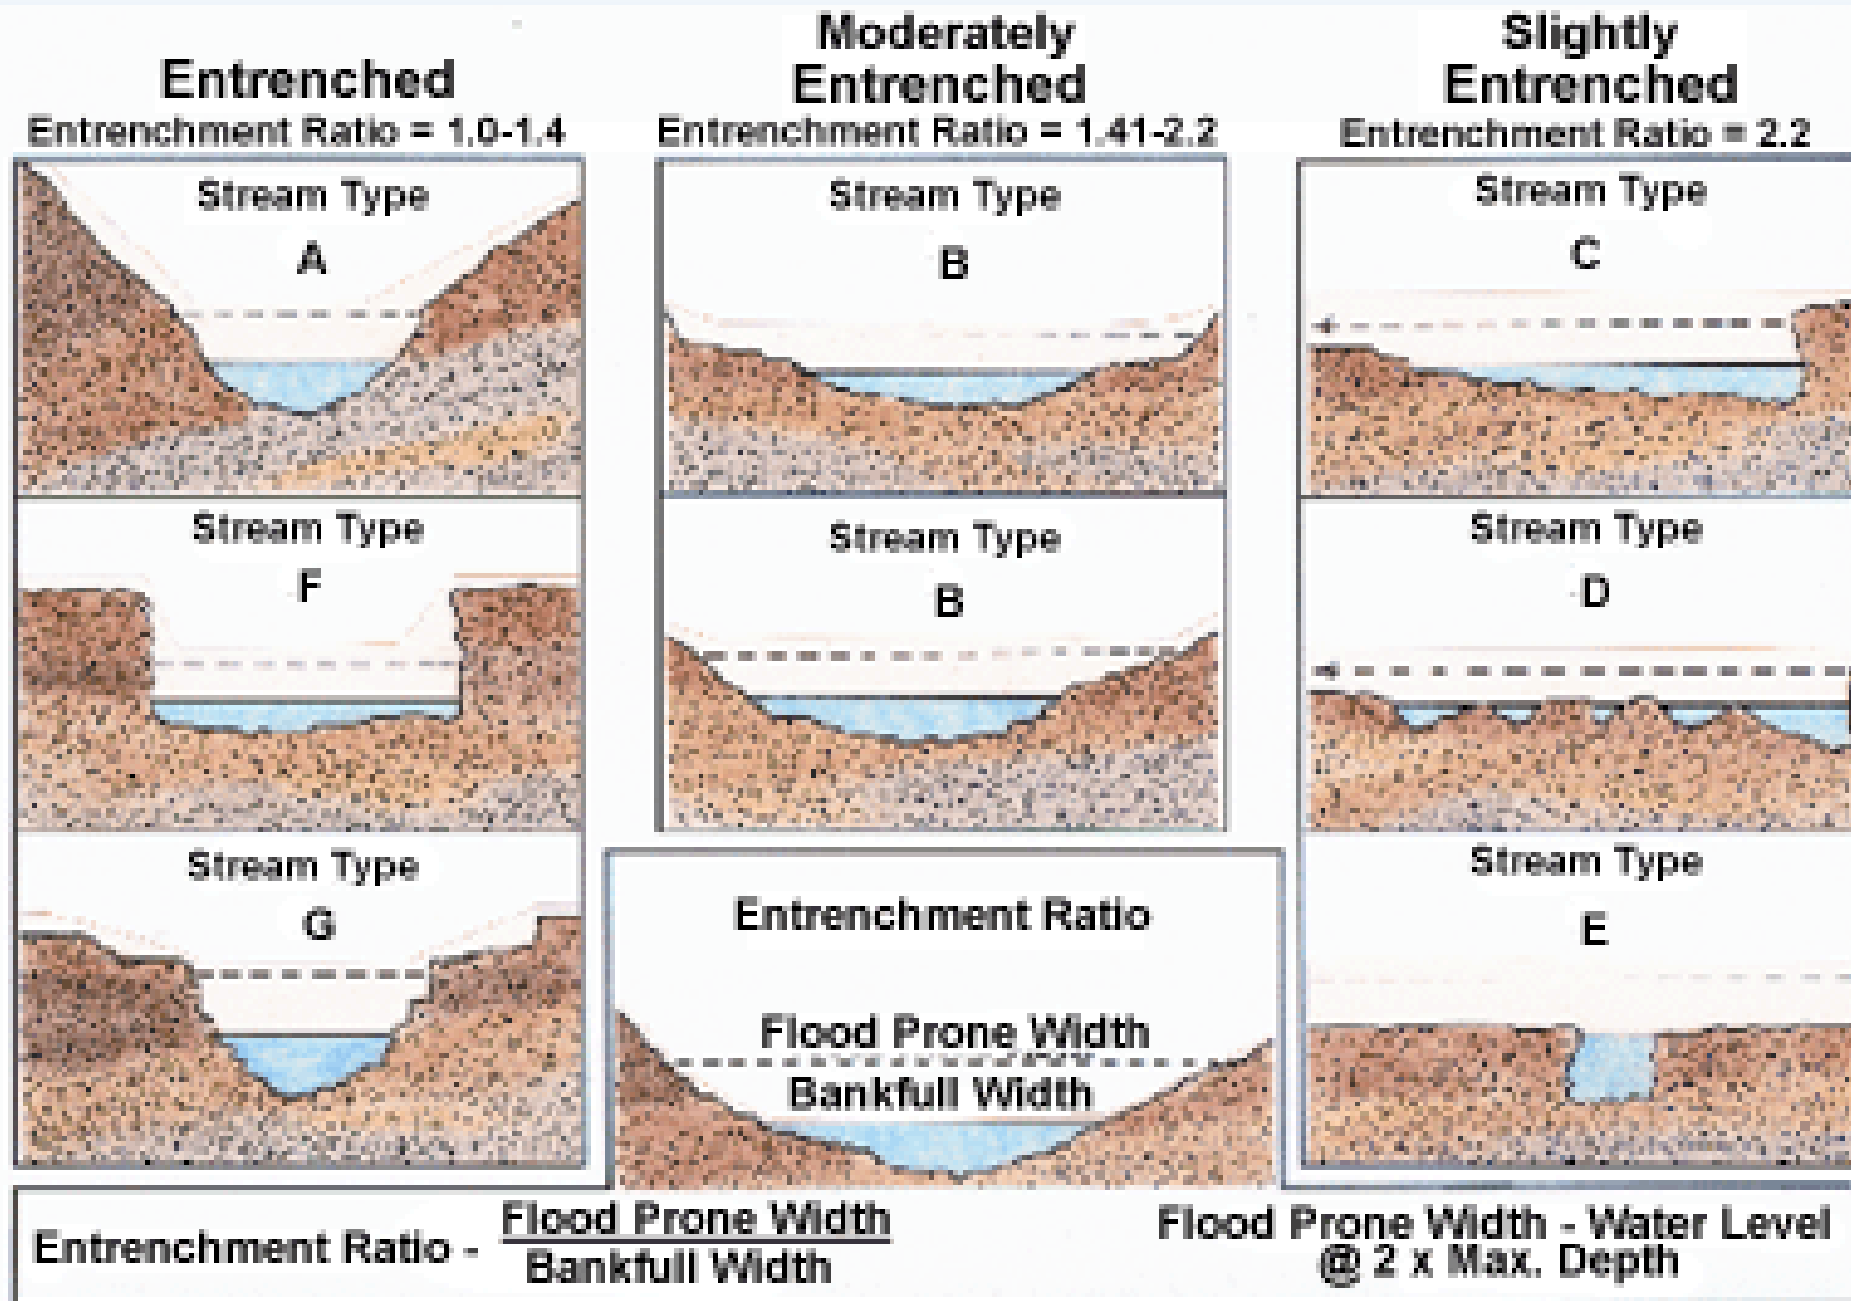 Entrenched
Entrenchment Ratio = 1.0-1.4
Moderately
Entrenched
Entrenchment Ratio = 1.41-2.2
Slightly
Entrenched
Entrenchment Ratio = 2.2
Stream Type
A
Stream Type
B
Stream Type
C
Stream Type
F
Stream Type
B
Stream Type
D
Stream Type
G
Entrenchment Ratio
Flood Prone Width
Bankfull Width
Stream Type
E
Entrenchment Ratio - Flood Prone Width
Bankfull Width
Flood Prone Width - Water Level
@ 2 x Max. Depth